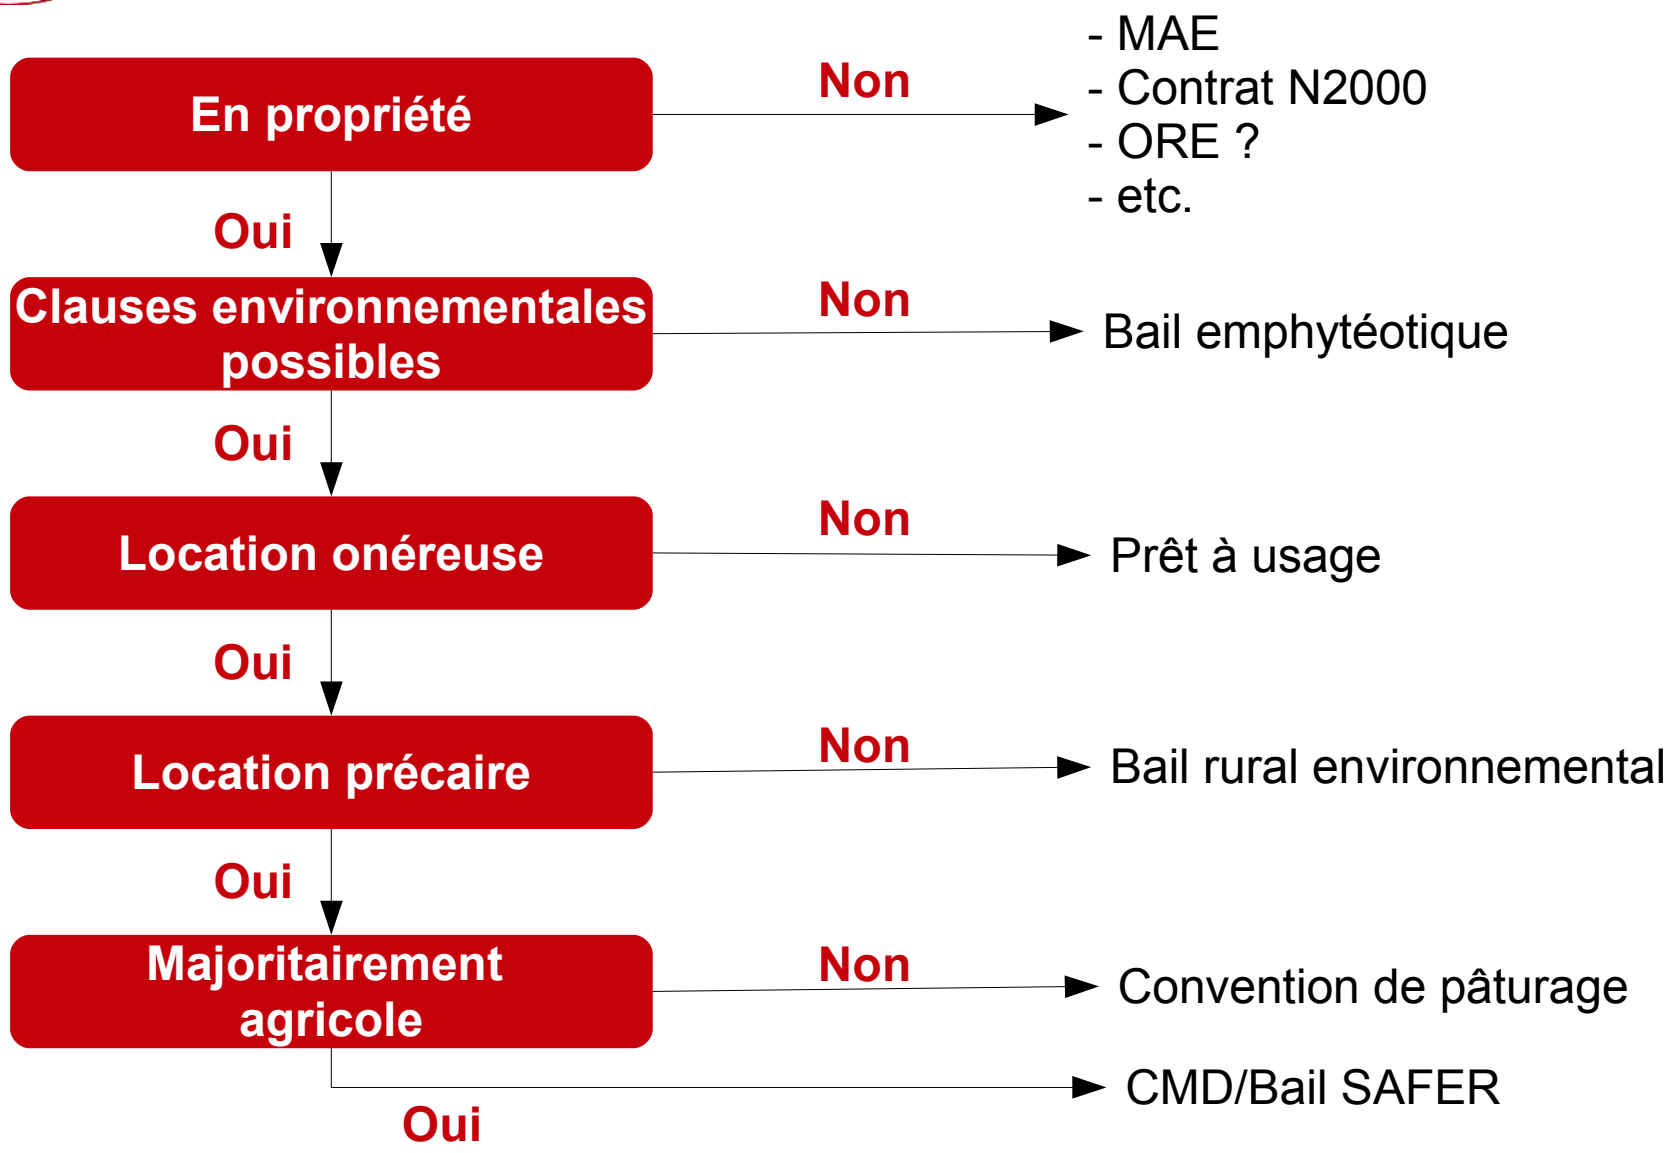 - MAE
En propriété
Non
- Contrat N2000
- ORE ?
- etc.
Oui
Clauses environnementales
possibles
Non
Bail emphytéotique
Oui
Location onéreuse
Non
Prêt à usage
Oui
Location précaire
Non
Bail rural environnemental
Oui
Majoritairement
agricole
Non
Convention de pâturage
CMD/Bail SAFER
Oui